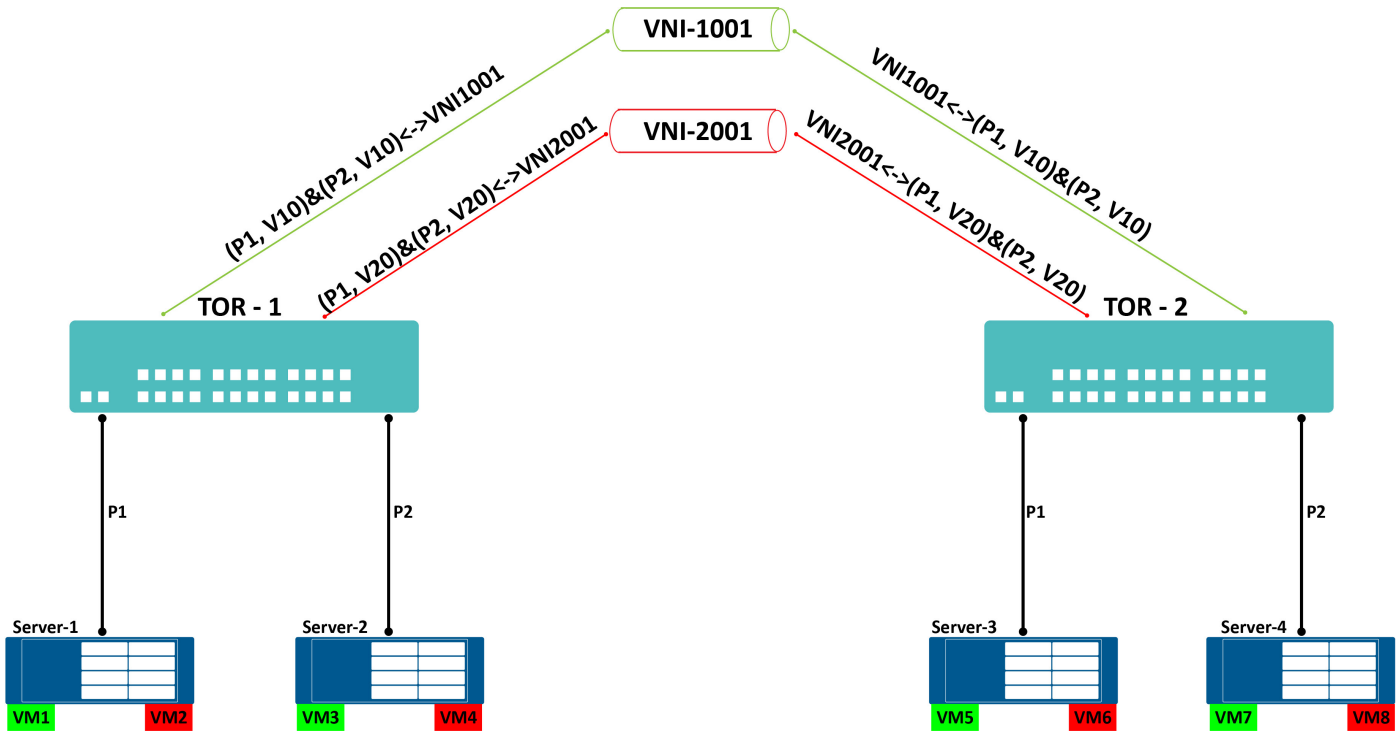 VNI-1001
VNI-2001
(P1, V10)&(P2, V10)<->VNI1001
(P1, V20)&(P2, V20)<->VNI2001
VNI2001<->(P1, V20)&(P2, V20)
VNI1001<->(P1, V10)&(P2, V10)
TOR - 1
TOR - 2
P1
P2
P1
P2
Server-1
Server-2
Server-3
Server-4
VM1
VM2
VM3
VM4
VM5
VM6
VM7
VM8